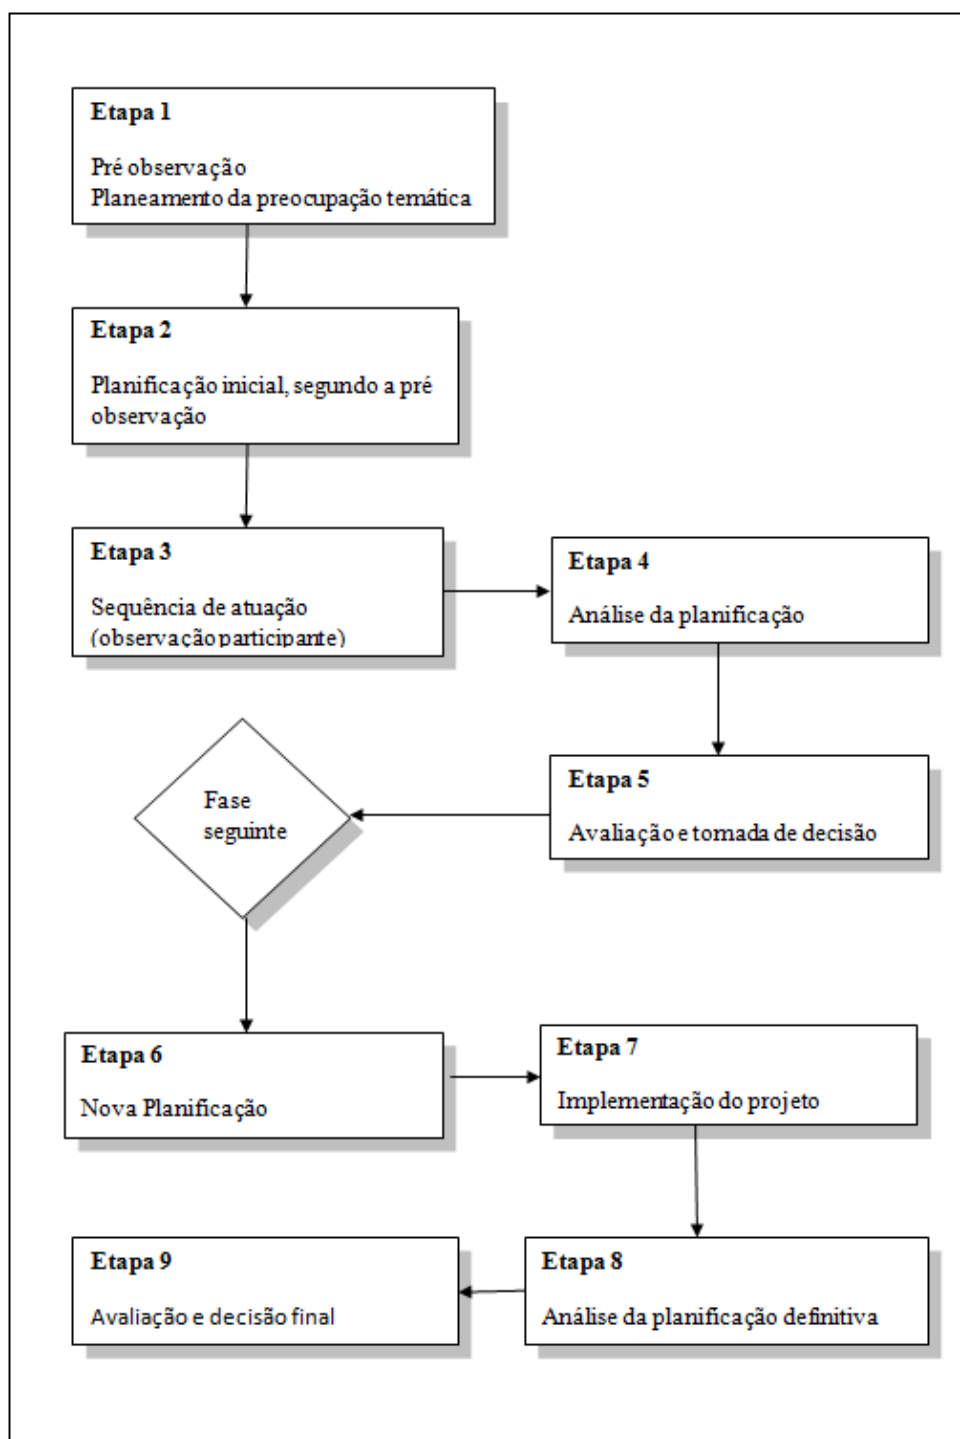 Etapa 1
Pré observação
Planeamento da preocupação temática
Etapa 2
Planificação inicial, segundo a pré
observação
Etapa 3
Sequência de atuação
(observação participante)
Etapa 4
Análise da planificação
Etapa 5
Avaliação e tomada de decisão
Fase
seguinte
Etapa 6
Nova Planificação
Etapa 7
Implementação do projeto
Etapa 8
Análise da planificação definitiva
Etapa 9
Avaliação e decisão final